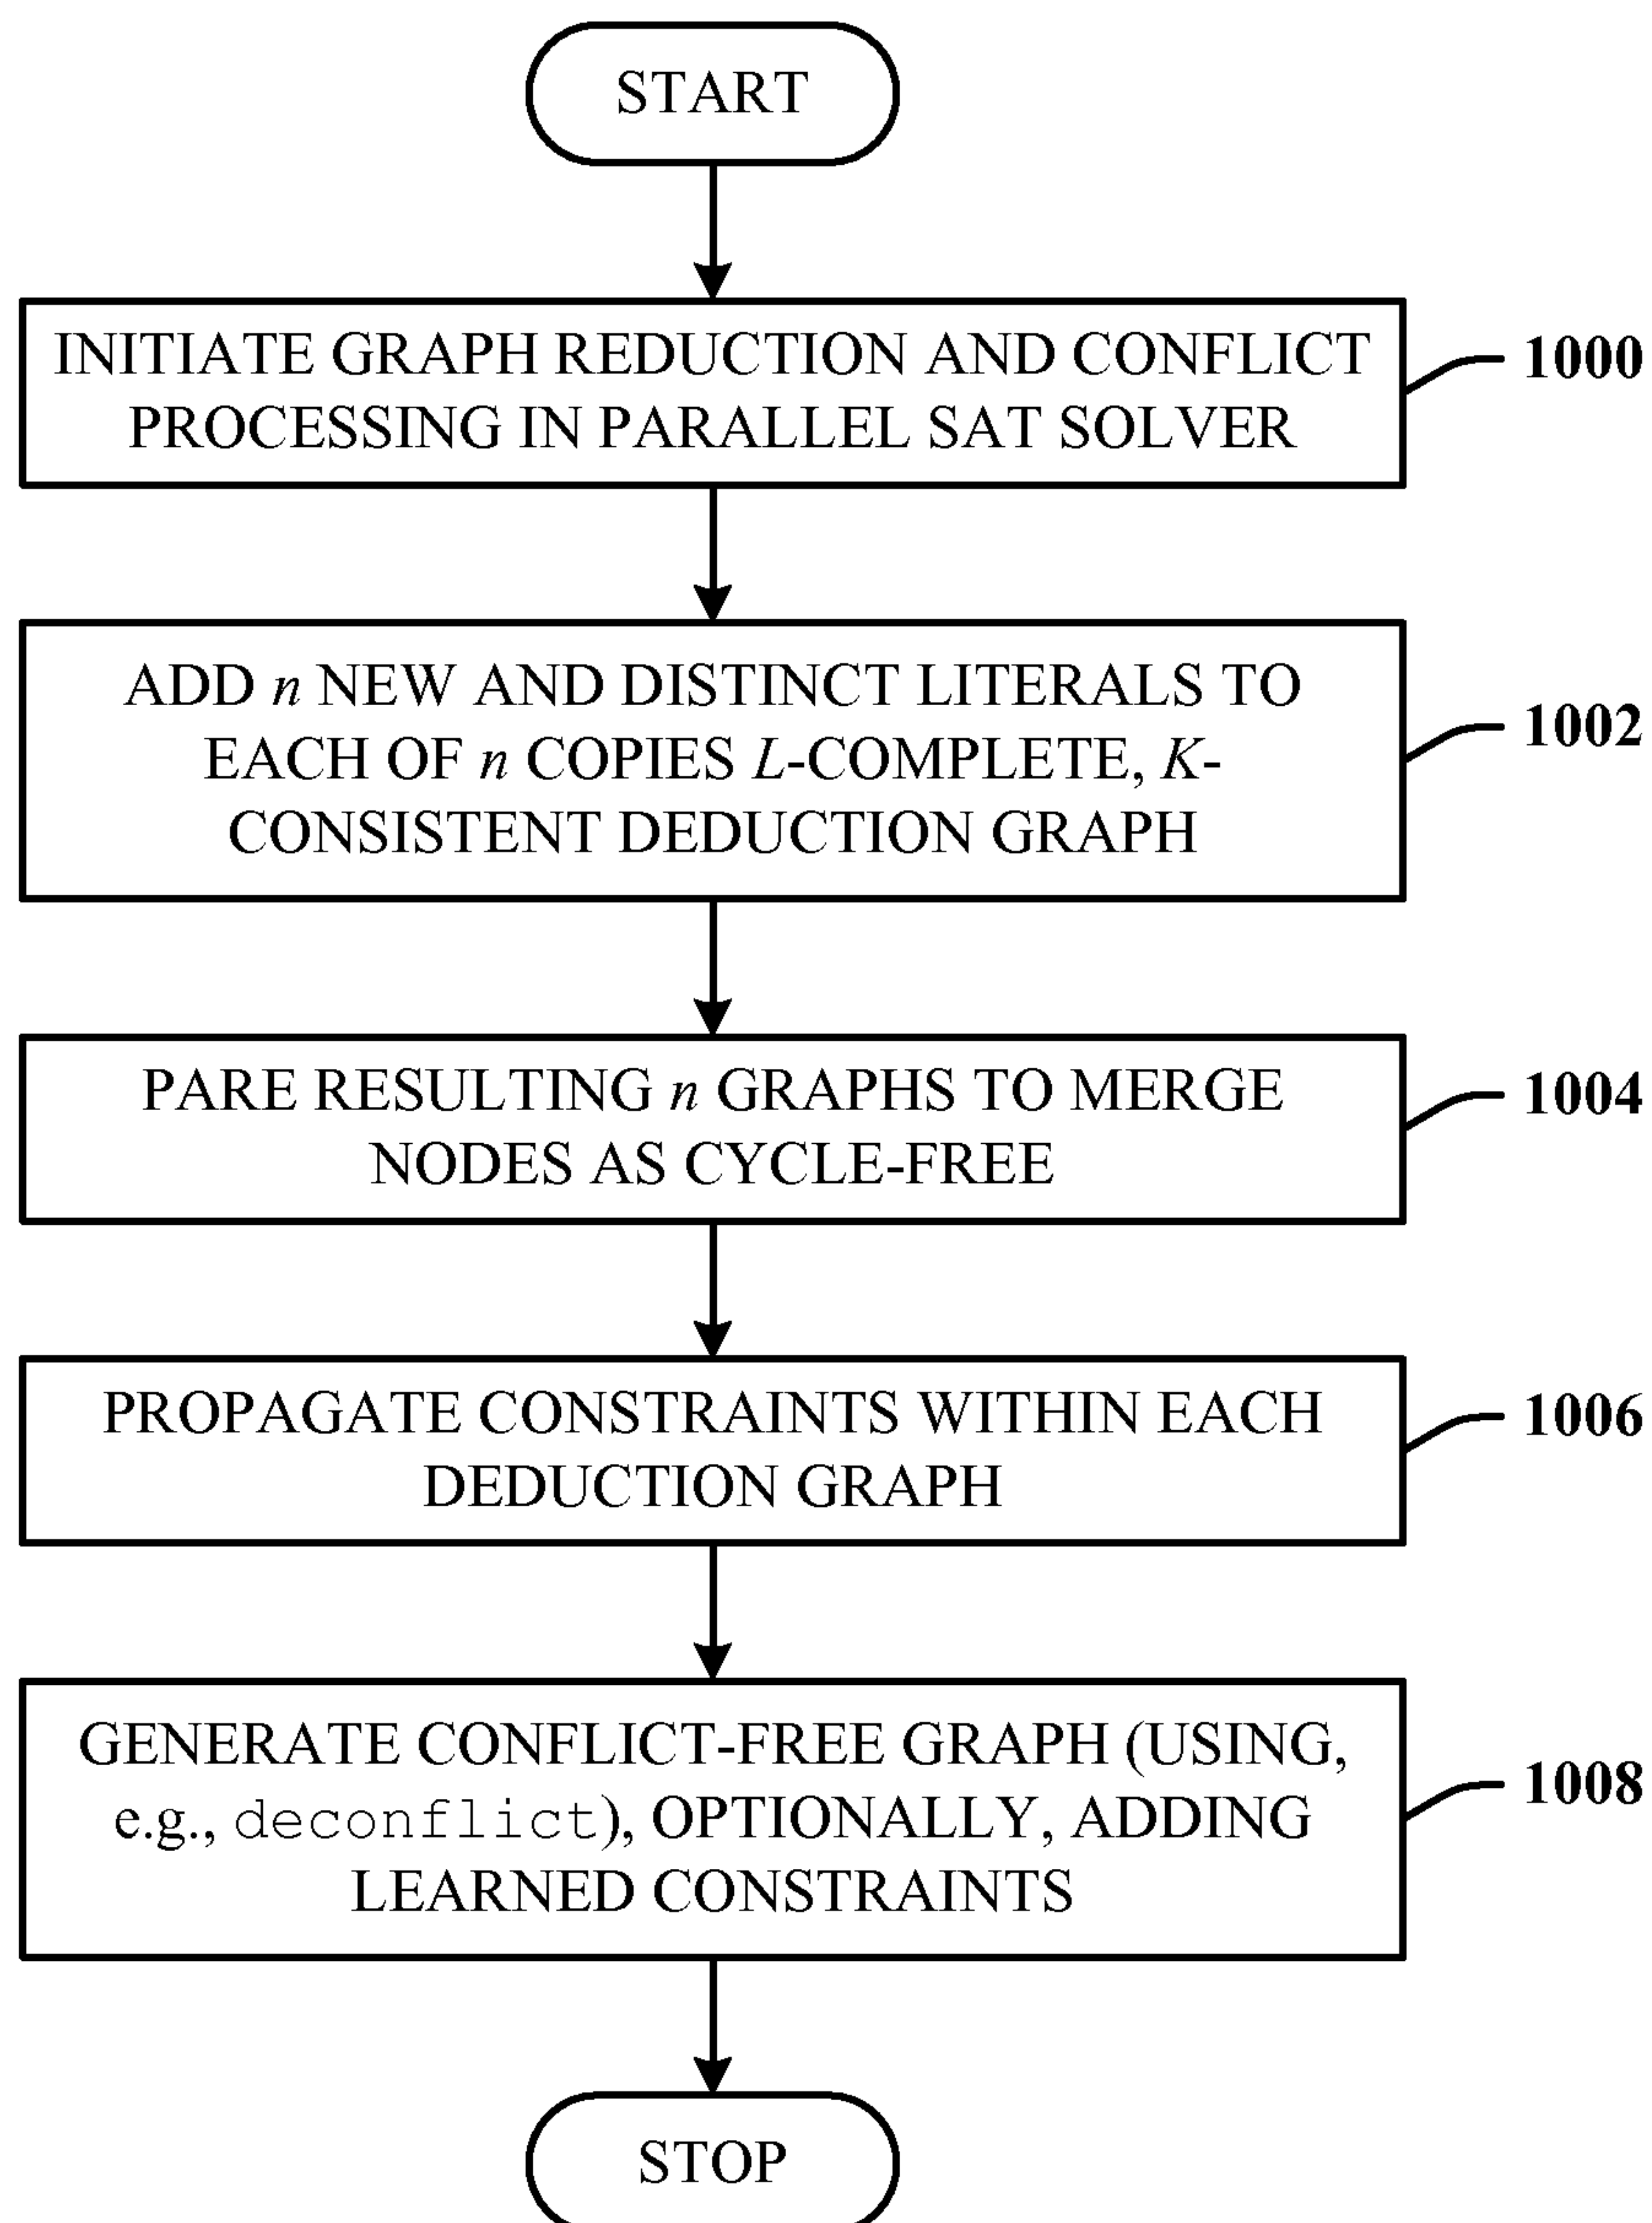 START
INITIATE GRAPH REDUCTION AND CONFLICT
PROCESSING IN PARALLEL SAT SOLVER
1000
ADD n NEW AND DISTINCT LITERALS TO
EACH OF n COPIES L-COMPLETE, K-
CONSISTENT DEDUCTION GRAPH
1002
PARE RESULTING n GRAPHS TO MERGE
NODES AS CYCLE-FREE
1004
PROPAGATE CONSTRAINTS WITHIN EACH
DEDUCTION GRAPH
1006
GENERATE CONFLICT-FREE GRAPH (USING,
e.g., deconflict), OPTIONALLY, ADDING
LEARNED CONSTRAINTS
1008
STOP